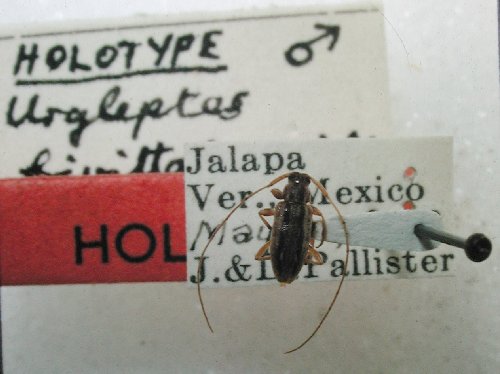 HOLOTYPE ♂
Urgleptes
HOL
Jalapa
Ver., Mexico
J. & D. Pallister